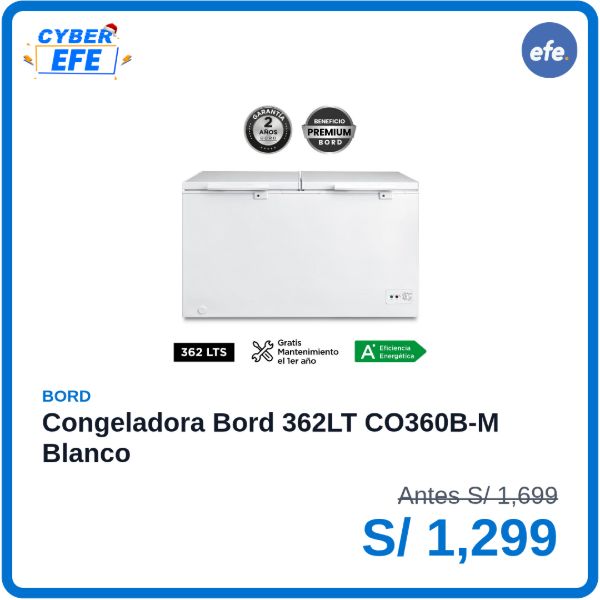 CYBER
EFE
efe.
GARANTÍA
2
AÑOS
BORD
BENEFICIO
PREMIUM
BORD
362 LTS
Gratis
Mantenimiento
el 1er año
A+
Eficiencia
Energética
BORD
Congeladora Bord 362LT CO360B-M
Blanco
Antes S/ 1,699
S/ 1,299